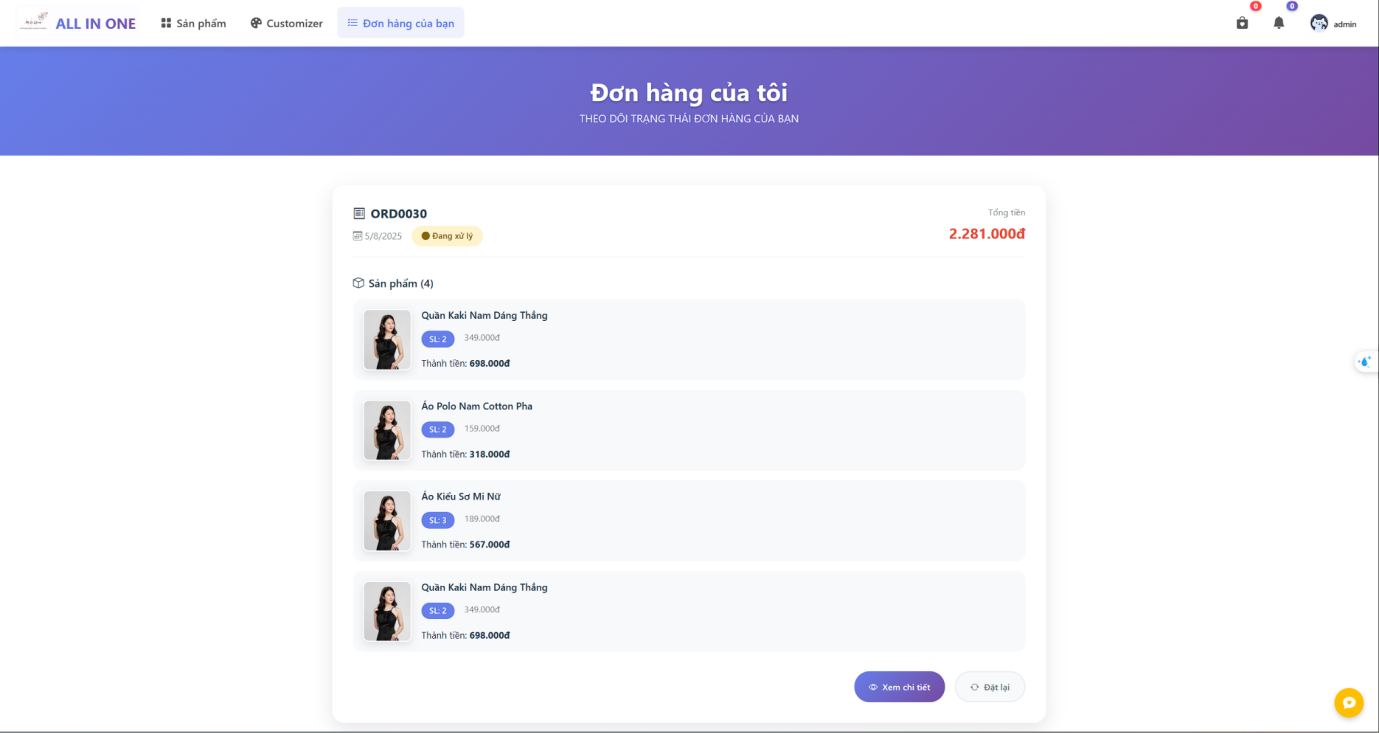 ALL IN ONE
Sản phẩm
Customizer
Đơn hàng của bạn
0
0
admin
Đơn hàng của tôi
THEO DÕI TRẠNG THÁI ĐƠN HÀNG CỦA BẠN
ORD0030
Tổng tiền
5/8/2025
Đang xử lý
2.281.000đ
Sản phẩm (4)
Quần Kaki Nam Dáng Thẳng
SL: 2
349.000đ
Thành tiền: 698.000đ
Áo Polo Nam Cotton Pha
SL: 2
159.000đ
Thành tiền: 318.000đ
Áo Kiểu Sơ Mi Nữ
SL: 3
189.000đ
Thành tiền: 567.000đ
Quần Kaki Nam Dáng Thẳng
SL: 2
349.000đ
Thành tiền: 698.000đ
Xem chi tiết
Đặt lại